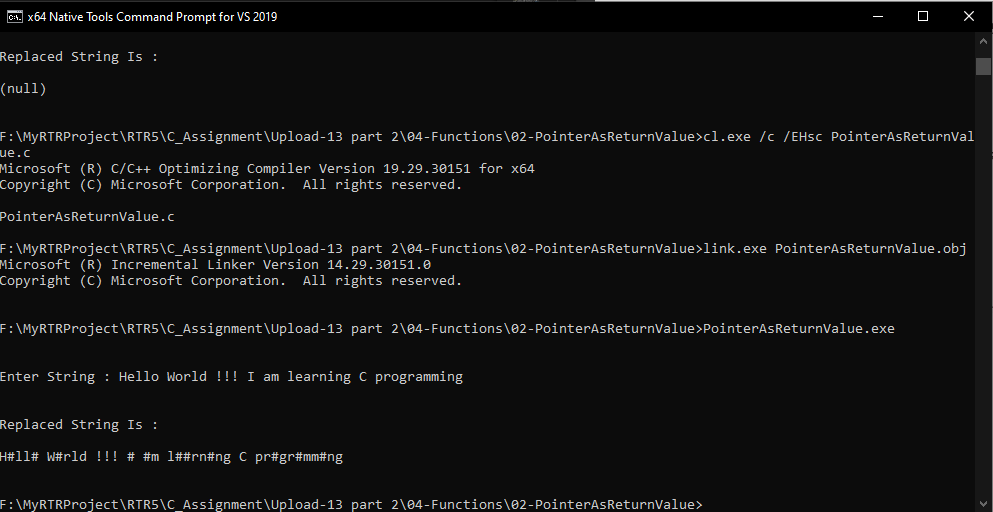 x64 Native Tools Command Prompt for VS 2019
Replaced String Is :
(null)
F:\MyRTRProject\RTR5\C_Assignment\Upload-13 part 2\04-Functions\02-PointerAsReturnValue>cl.exe /c /EHsc PointerAsReturnVal
ue.c
Microsoft (R) C/C++ Optimizing Compiler Version 19.29.30151 for x64
Copyright (C) Microsoft Corporation.  All rights reserved.
PointerAsReturnValue.c
F:\MyRTRProject\RTR5\C_Assignment\Upload-13 part 2\04-Functions\02-PointerAsReturnValue>link.exe PointerAsReturnValue.obj
Microsoft (R) Incremental Linker Version 14.29.30151.0
Copyright (C) Microsoft Corporation.  All rights reserved.
F:\MyRTRProject\RTR5\C_Assignment\Upload-13 part 2\04-Functions\02-PointerAsReturnValue>PointerAsReturnValue.exe
Enter String : Hello World !!! I am learning C programming
Replaced String Is :
H#ll# W#rld !!! # #m l##rn#ng C pr#gr#mm#ng
F:\MyRTRProject\RTR5\C_Assignment\Upload-13 part 2\04-Functions\02-PointerAsReturnValue>